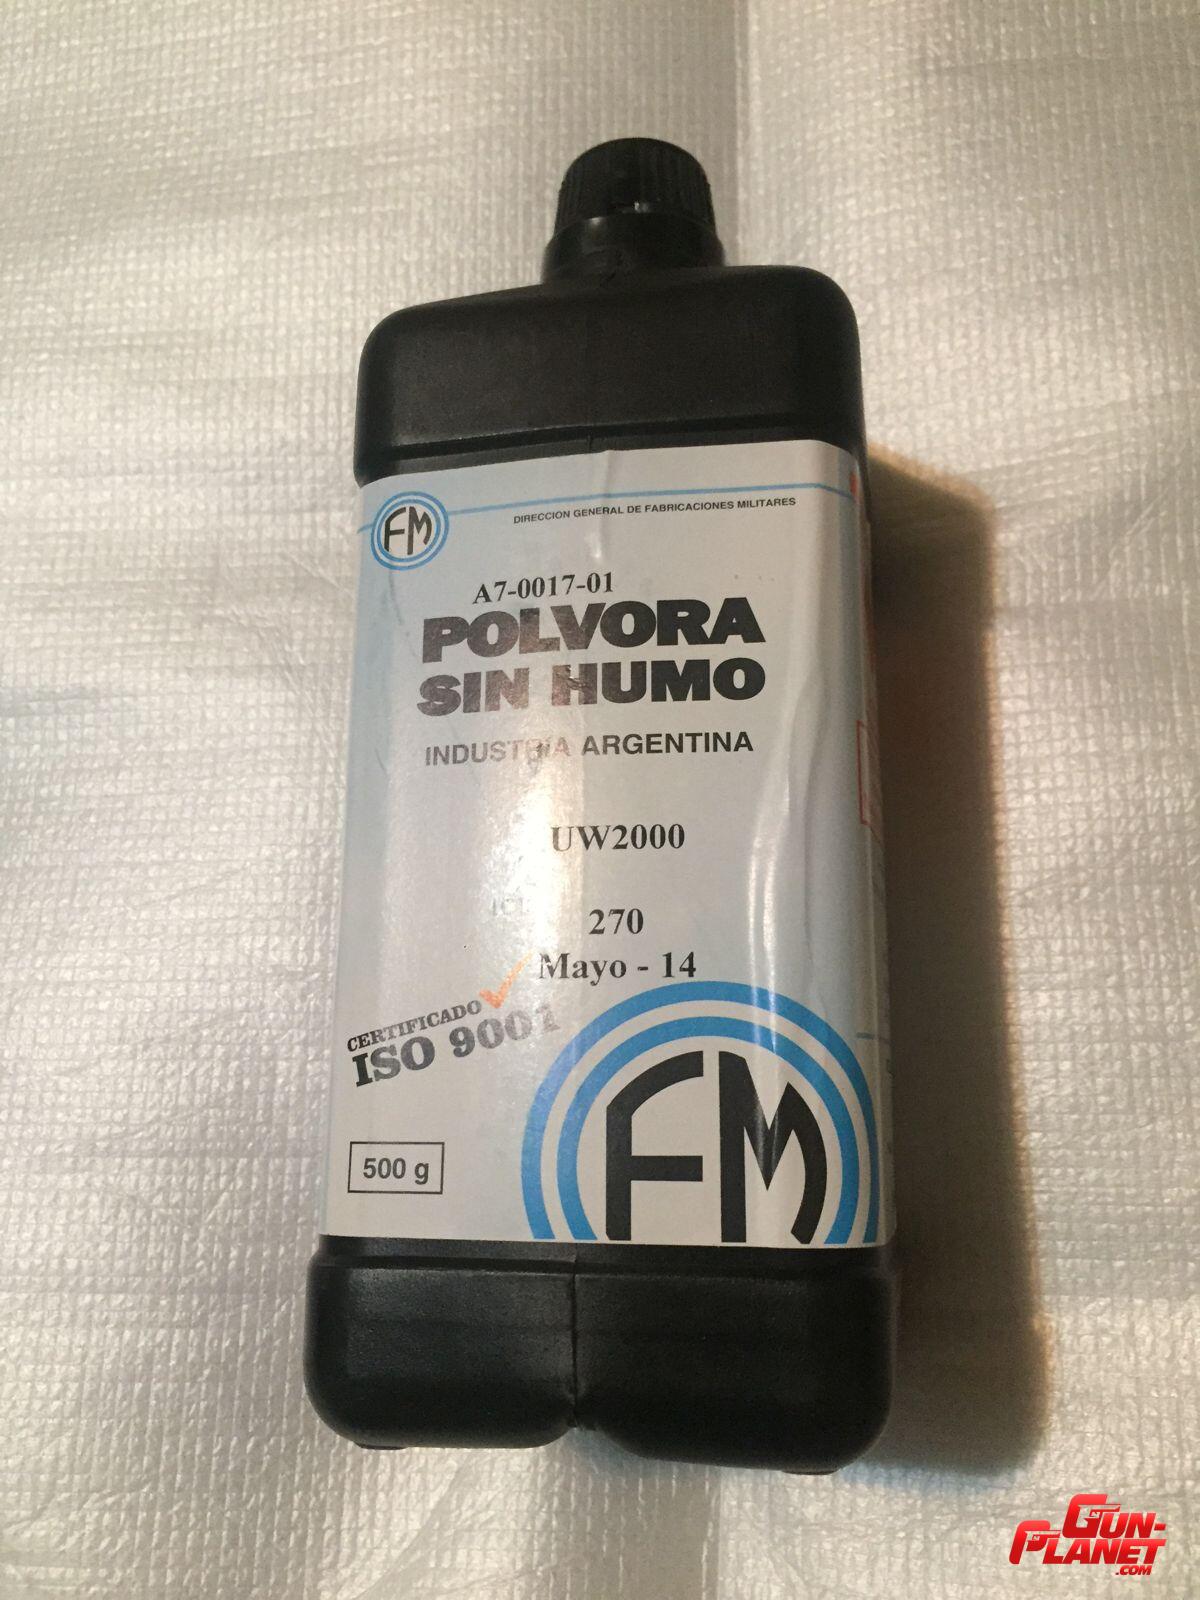 FM
DIRECCION GENERAL DE FABRICACIONES MILITARES
A7-0017-01
POLVORA
SIN HUMO
INDUSTRIA ARGENTINA
UW2000
270
Mayo - 14
CERTIFICADO
ISO 9001
500 g
FM
GUN-
PLANET
.COM